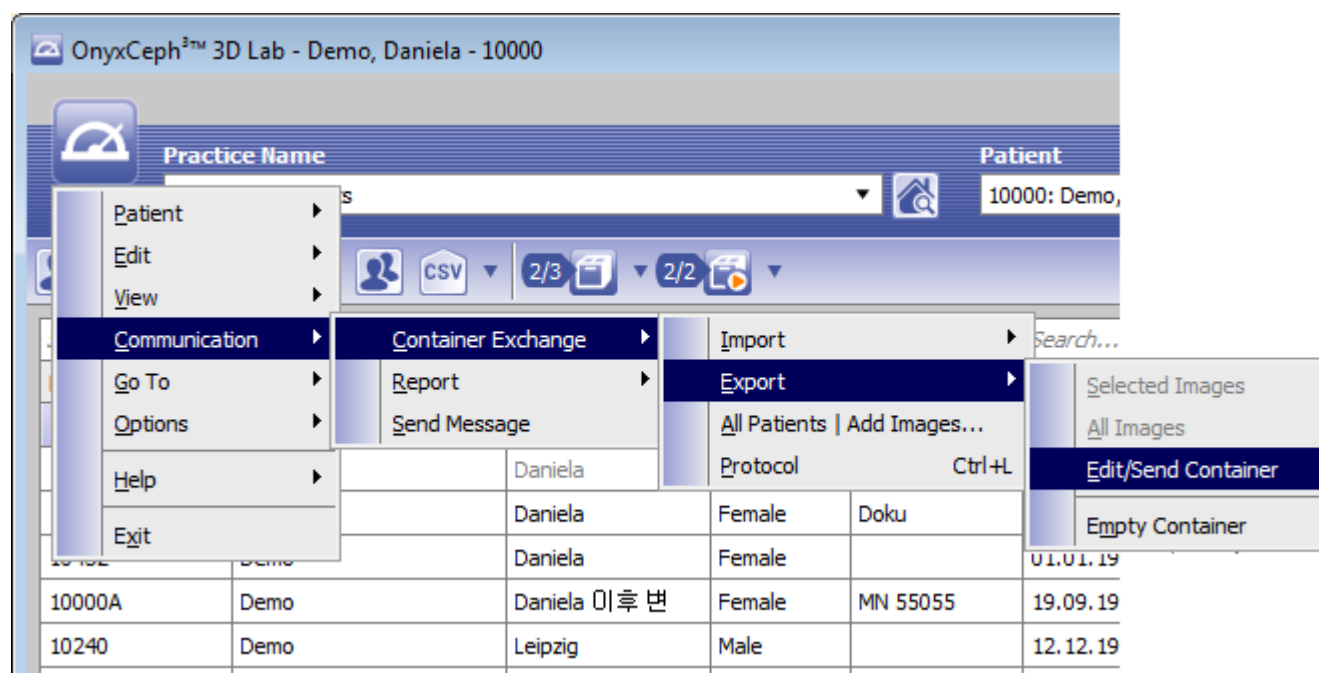 OnyxCeph³™ 3D Lab - Demo, Daniela - 10000
Practice Name Patient
10000: Demo,
Patient
Edit
CSV 2/3 2/2
View
Communication Container Exchange Import Search...
Go To Report Export Selected Images
Options Send Message All Patients | Add Images... All Images
Help Daniela Protocol Ctrl+L Edit/Send Container
Daniela Female Doku Empty Container
Exit
Demo Daniela Female 01.01.19
10000A Demo Daniela 이후 변 Female MN 55055 19.09.19
10240 Demo Leipzig Male 12.12.19